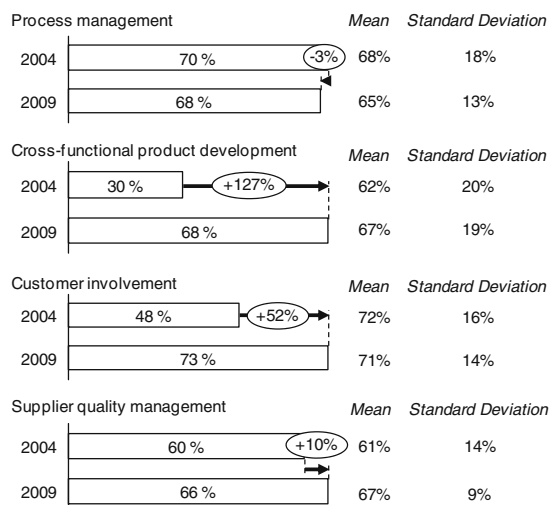 Process management Mean Standard Deviation
2004 70 % -3% 68% 18%
2009 68 % 65% 13%
Cross-functional product development Mean Standard Deviation
2004 30 % +127% 62% 20%
2009 68 % 67% 19%
Customer involvement Mean Standard Deviation
2004 48 % +52% 72% 16%
2009 73 % 71% 14%
Supplier quality management Mean Standard Deviation
2004 60 % +10% 61% 14%
2009 66 % 67% 9%